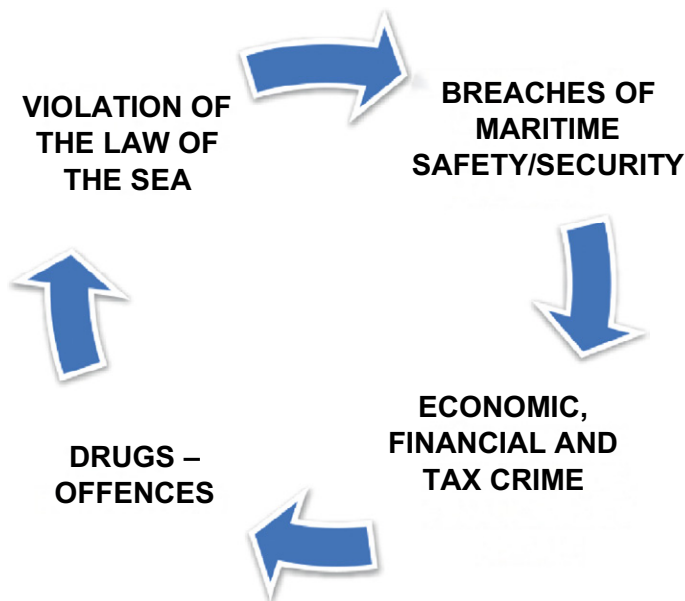 VIOLATION OF
THE LAW OF
THE SEA
BREACHES OF
MARITIME
SAFETY/SECURITY
ECONOMIC,
FINANCIAL AND
TAX CRIME
DRUGS –
OFFENCES